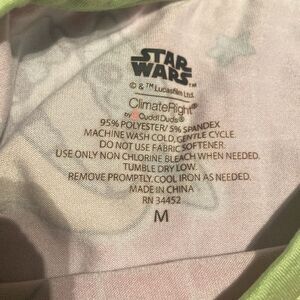 STAR
WARS
© & ™ Lucasfilm Ltd.
ClimateRight®
by Cuddl Duds®
95% POLYESTER/ 5% SPANDEX
MACHINE WASH COLD, GENTLE CYCLE.
DO NOT USE FABRIC SOFTENER.
USE ONLY NON CHLORINE BLEACH WHEN NEEDED.
TUMBLE DRY LOW.
REMOVE PROMPTLY. COOL IRON AS NEEDED.
MADE IN CHINA
RN 34452
M